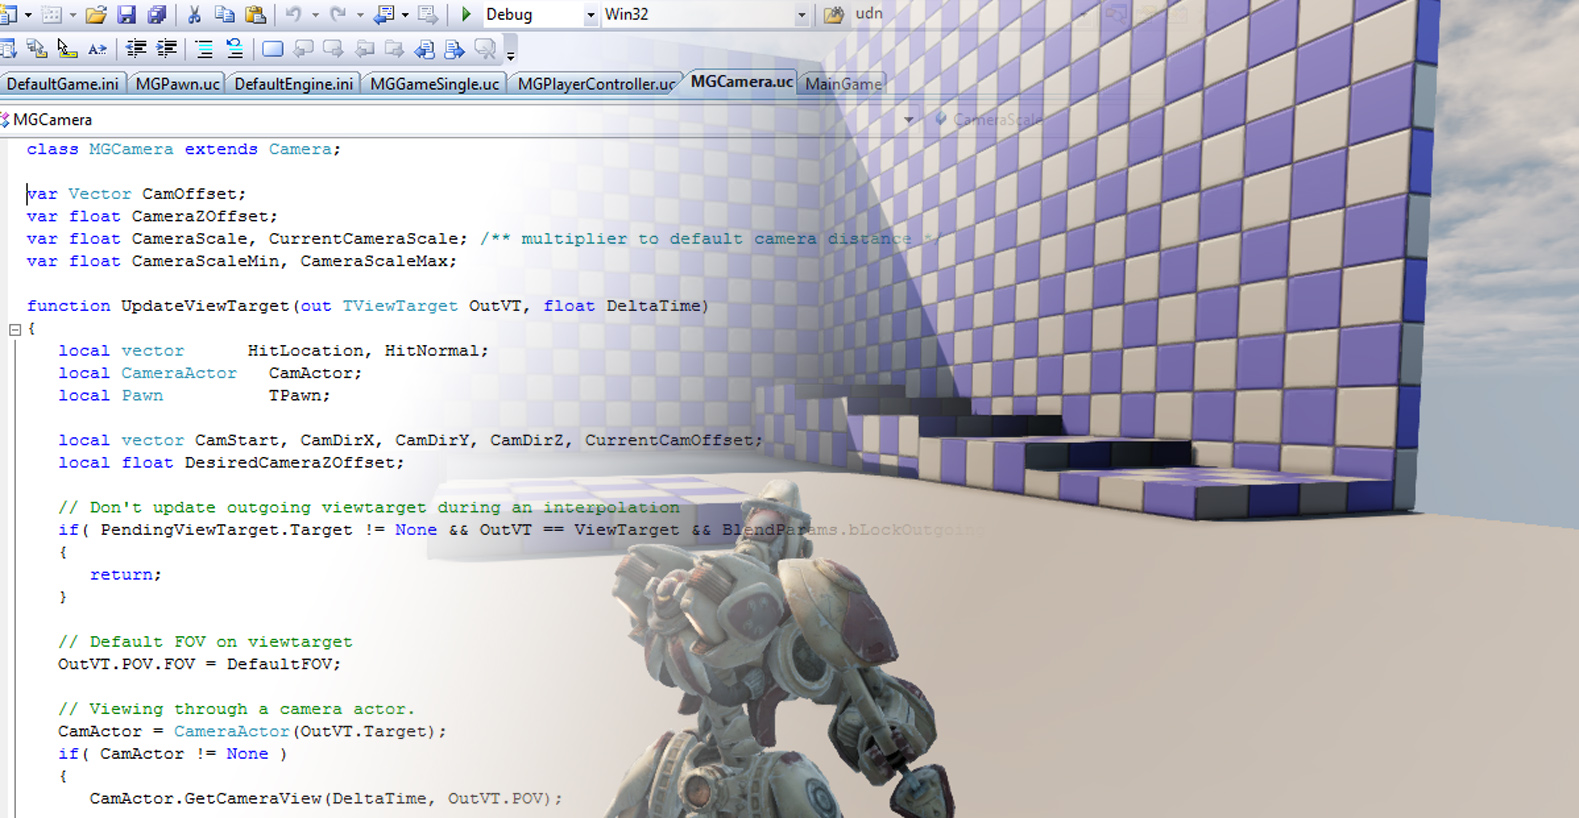 Debug Win32 udn
DefaultGame.ini MGPawn.uc DefaultEngine.ini MGGameSingle.uc MGPlayerController.uc MGCamera.uc MainGame
MGCamera CameraScale
class MGCamera extends Camera;
var Vector CamOffset;
var float CameraZOffset;
var float CameraScale, CurrentCameraScale; /** multiplier to default camera distance */
var float CameraScaleMin, CameraScaleMax;
function UpdateViewTarget(out TViewTarget OutVT, float DeltaTime)
{
local vector HitLocation, HitNormal;
local CameraActor CamActor;
local Pawn TPawn;
local vector CamStart, CamDirX, CamDirY, CamDirZ, CurrentCamOffset;
local float DesiredCameraZOffset;
// Don't update outgoing viewtarget during an interpolation
if( PendingViewTarget.Target != None && OutVT == ViewTarget && BlendParams.bLockOutgoing
{
return;
}
// Default FOV on viewtarget
OutVT.POV.FOV = DefaultFOV;
// Viewing through a camera actor.
CamActor = CameraActor(OutVT.Target);
if( CamActor != None )
{
CamActor.GetCameraView(DeltaTime, OutVT.POV);